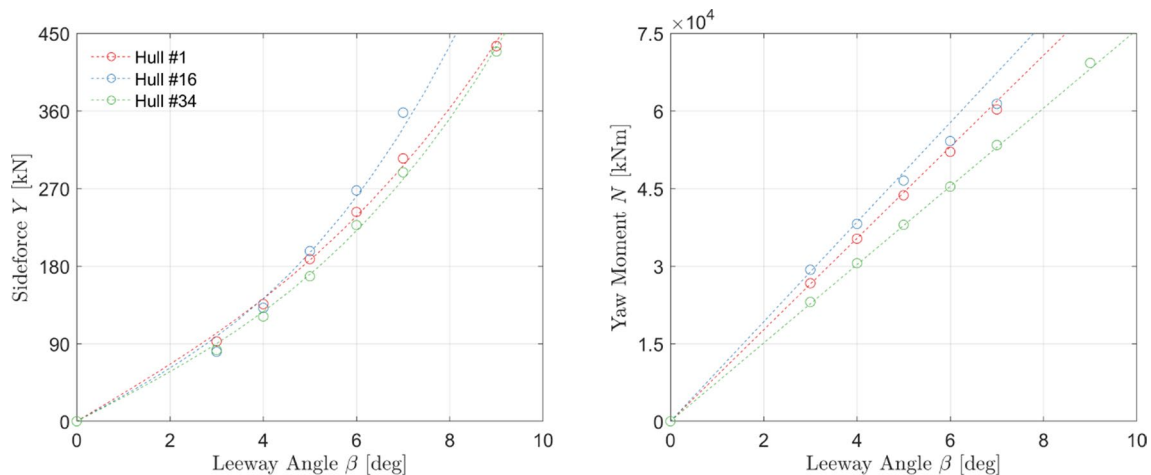 450
360
270
180
90
0
0 2 4 6 8 10
Sideforce Y [kN]
Leeway Angle β [deg]
Hull #1
Hull #16
Hull #34
×10⁴
7.5
6
4.5
3
1.5
0
0 2 4 6 8 10
Yaw Moment N [kNm]
Leeway Angle β [deg]